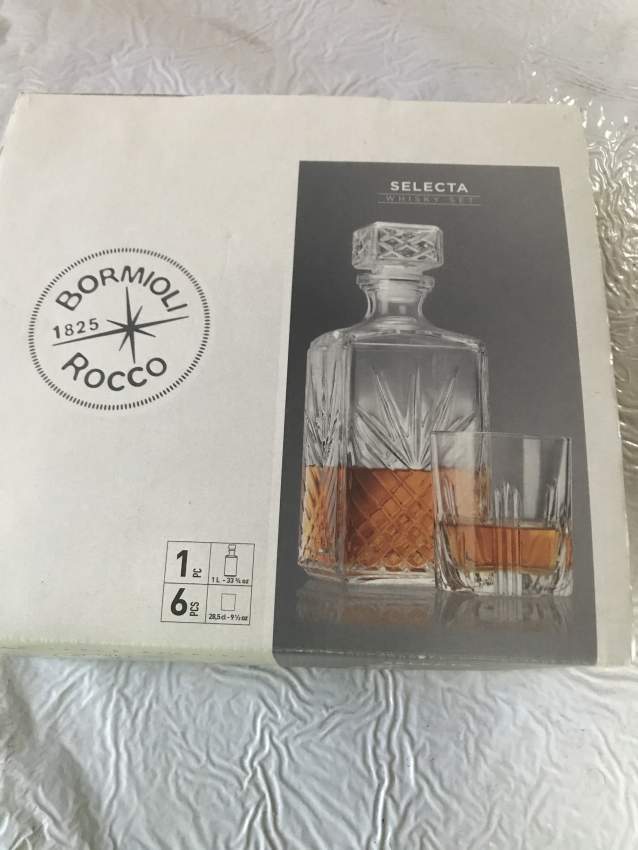 SELECTA
WHISKY SET
BORMIOLI
1825
ROCCO
1 PC
1 L - 33 ¾ oz
6 PCS
28,5 cl - 9 ½ oz